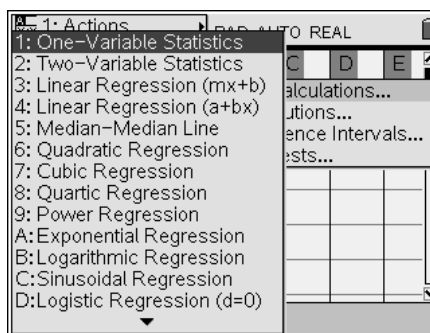 1: Actions
RAD AUTO REAL
1: One-Variable Statistics
2: Two-Variable Statistics
3: Linear Regression (mx+b)
4: Linear Regression (a+bx)
5: Median-Median Line
6: Quadratic Regression
7: Cubic Regression
8: Quartic Regression
9: Power Regression
A: Exponential Regression
B: Logarithmic Regression
C: Sinusoidal Regression
D: Logistic Regression (d=0)
C D E
alculations...
utions...
ence Intervals...
ests...